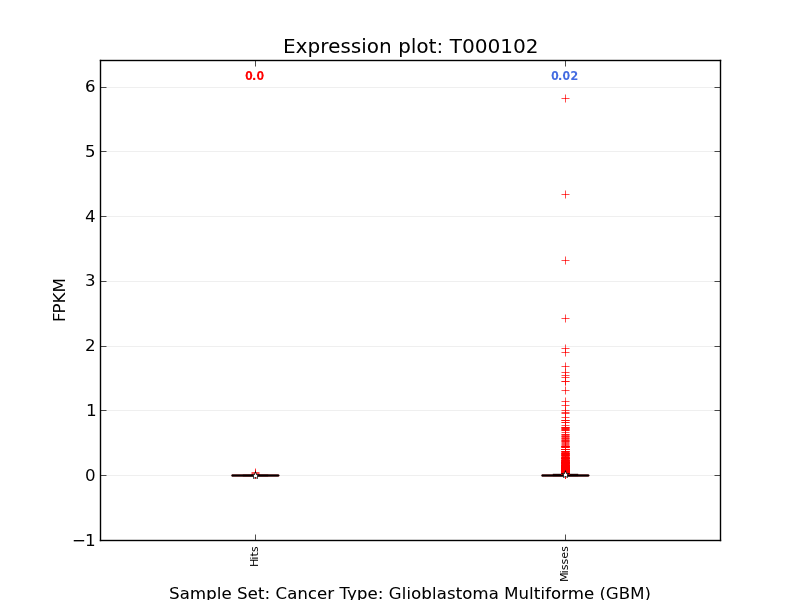 Expression plot: T000102
0.0
0.02
6
5
4
3
2
1
0
−1
FPKM
Hits
Misses
Sample Set: Cancer Type: Glioblastoma Multiforme (GBM)